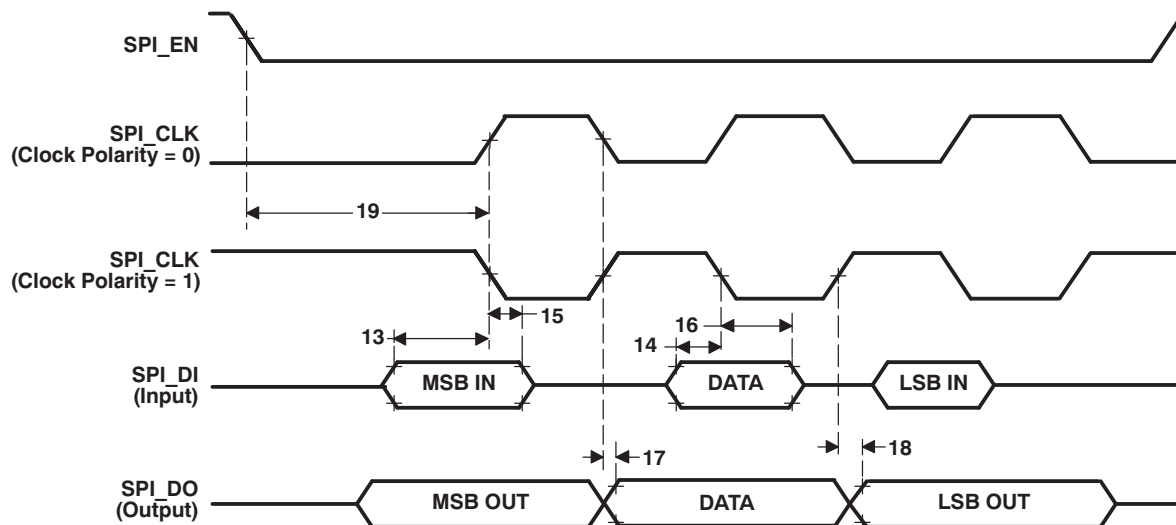 SPI_EN
SPI_CLK
(Clock Polarity = 0)
19
SPI_CLK
(Clock Polarity = 1)
13
15
14
16
SPI_DI
(Input)
MSB IN
DATA
LSB IN
17
18
SPI_DO
(Output)
MSB OUT
DATA
LSB OUT